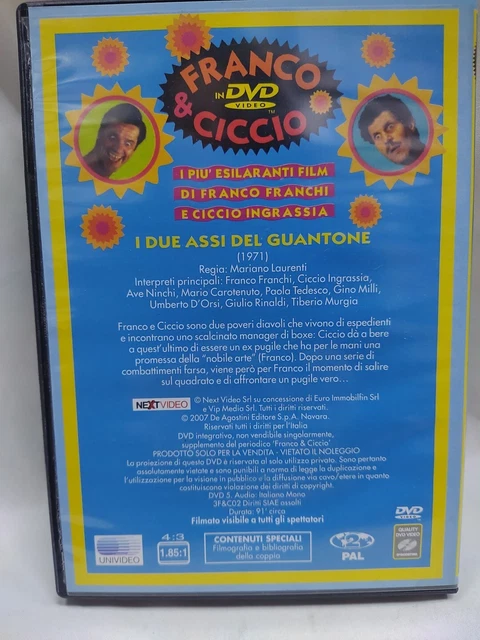 FRANCO
IN DVD
VIDEO™
& CICCIO
I PIU' ESILARANTI FILM
DI FRANCO FRANCHI
E CICCIO INGRASSIA
I DUE ASSI DEL GUANTONE
(1971)
Regia: Mariano Laurenti
Interpreti principali: Franco Franchi, Ciccio Ingrassia,
Ave Ninchi, Mario Carotenuto, Paola Tedesco, Gino Milli,
Umberto D'Orsi, Giulio Rinaldi, Tiberio Murgia
Franco e Ciccio sono due poveri diavoli che vivono di espedienti
e incontrano uno scalcinato manager di boxe: Ciccio dà a bere
a quest'ultimo di essere un ex pugile che ha per le mani una
promessa della "nobile arte" (Franco). Dopo una serie di
combattimenti farsa, viene però per Franco il momento di salire
sul quadrato e di affrontare un pugile vero...
NEXTVIDEO
© Next Video Srl su concessione di Euro Immobilfin Srl
e Vip Media Srl. Tutti i diritti riservati.
© 2007 De Agostini Editore S.p.A. Novara.
Riservati tutti i diritti per l'Italia
DVD integrativo, non vendibile singolarmente,
supplemento del periodico 'Franco & Ciccio'
PRODOTTO SOLO PER LA VENDITA - VIETATO IL NOLEGGIO
La proiezione di questo DVD è riservata al solo utilizzo privato. Sono pertanto
assolutamente vietate e sono punibili a norma di legge la duplicazione e
l'utilizzazione per la visione in pubblico e la diffusione via cavo/etere in quanto
costituiscono violazione dei diritti di copyright.
DVD 5. Audio: Italiano Mono
3F&C02 Diritti SIAE assolti
Durata: 91' circa
Filmato visibile a tutti gli spettatori
DVD
VIDEO
UNIVIDEO
4:3
1.85:1
CONTENUTI SPECIALI
Filmografia e bibliografia
della coppia
2
PAL
QUALITY
DVD VIDEO